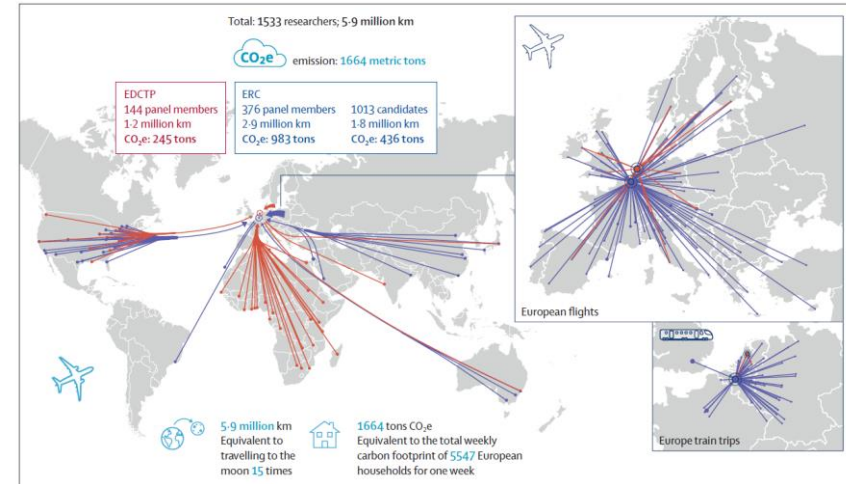 Total: 1533 researchers; 5·9 million km
CO₂e emission: 1664 metric tons
EDCTP
144 panel members
1·2 million km
CO₂e: 245 tons
ERC
376 panel members
2·9 million km
CO₂e: 983 tons
1013 candidates
1·8 million km
CO₂e: 436 tons
European flights
Europe train trips
5·9 million km
Equivalent to
travelling to the
moon 15 times
1664 tons CO₂e
Equivalent to the total weekly
carbon footprint of 5547 European
households for one week